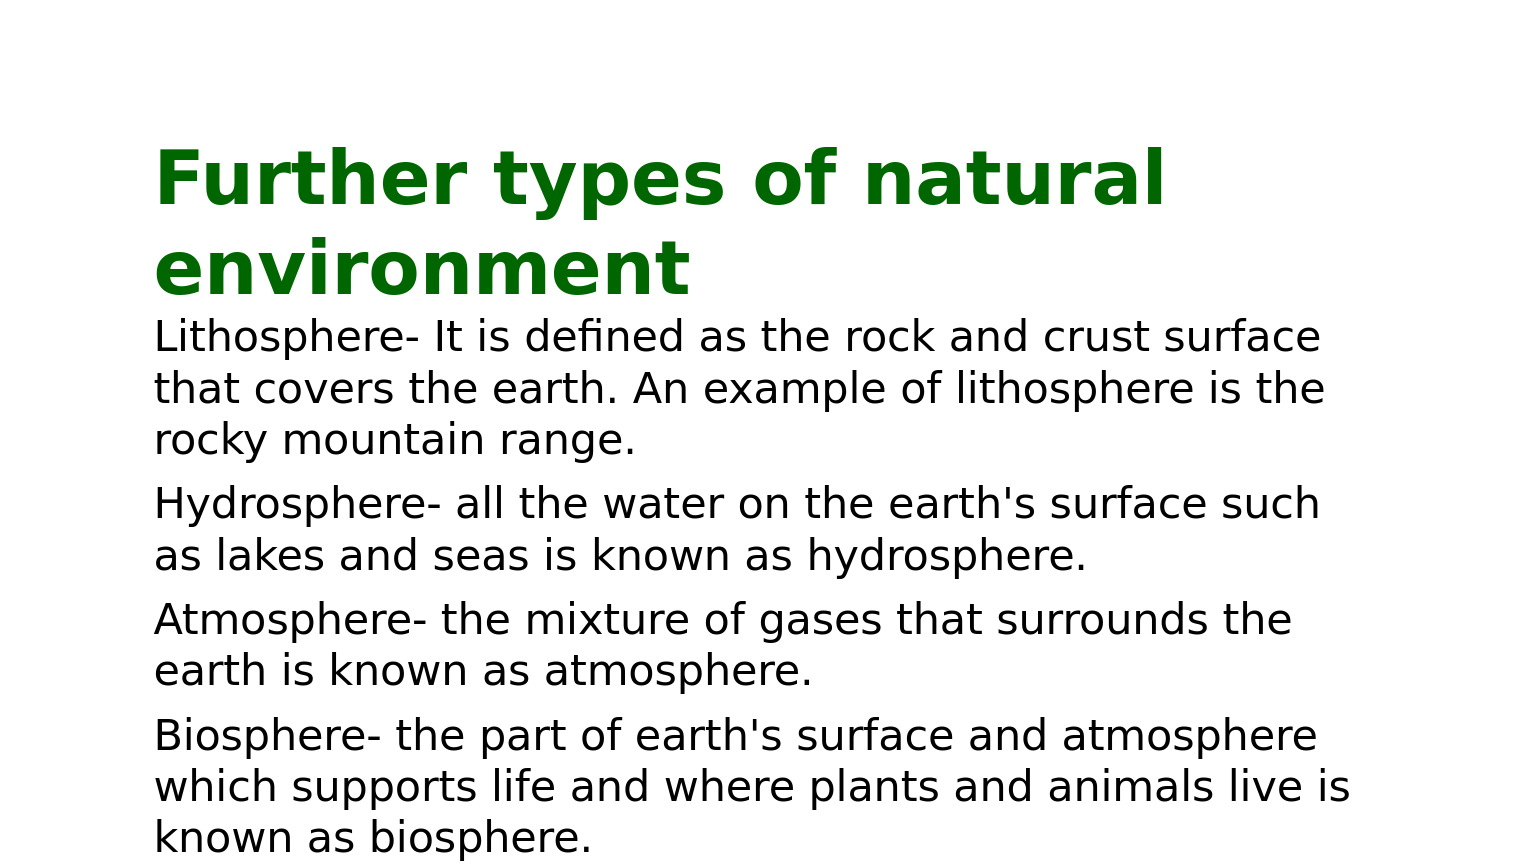 Further types of natural
environment
Lithosphere- It is defined as the rock and crust surface
that covers the earth. An example of lithosphere is the
rocky mountain range.
Hydrosphere- all the water on the earth's surface such
as lakes and seas is known as hydrosphere.
Atmosphere- the mixture of gases that surrounds the
earth is known as atmosphere.
Biosphere- the part of earth's surface and atmosphere
which supports life and where plants and animals live is
known as biosphere.